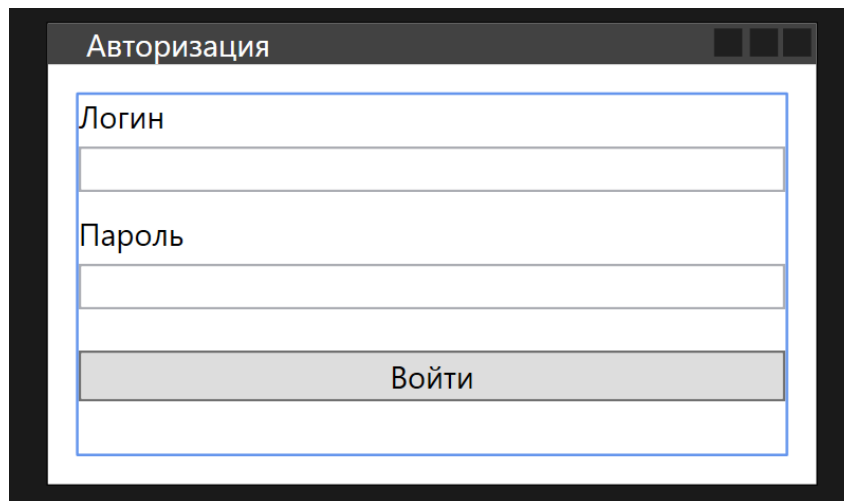 Авторизация
Логин
Пароль
Войти